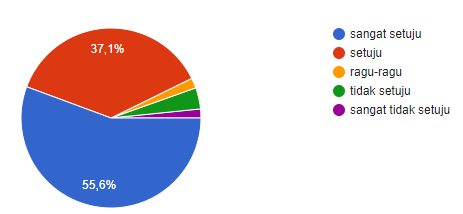 37,1%
55,6%
sangat setuju
setuju
ragu-ragu
tidak setuju
sangat tidak setuju